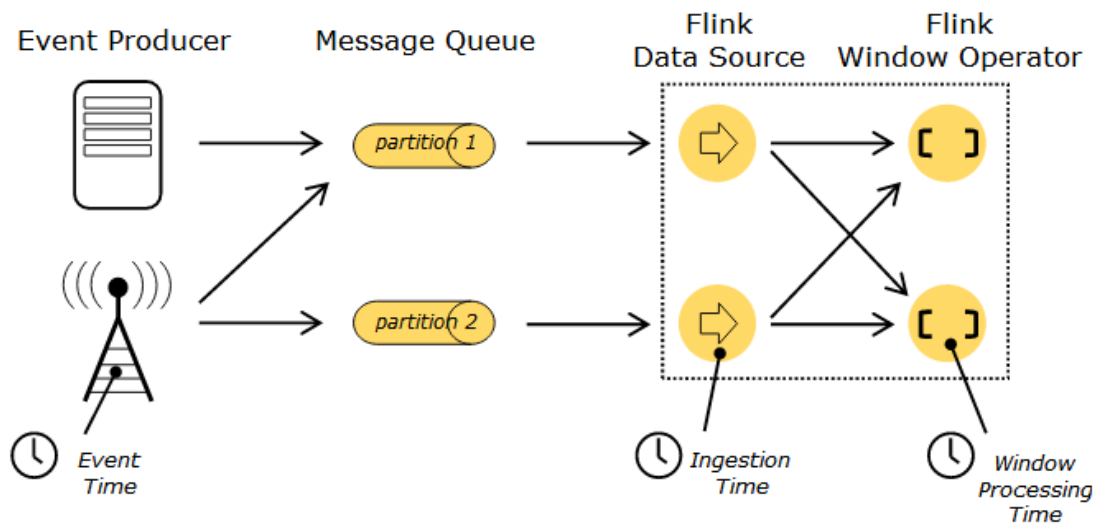 Event Producer
Message Queue
Flink
Data Source
Flink
Window Operator
partition 1
partition 2
Event
Time
Ingestion
Time
Window
Processing
Time